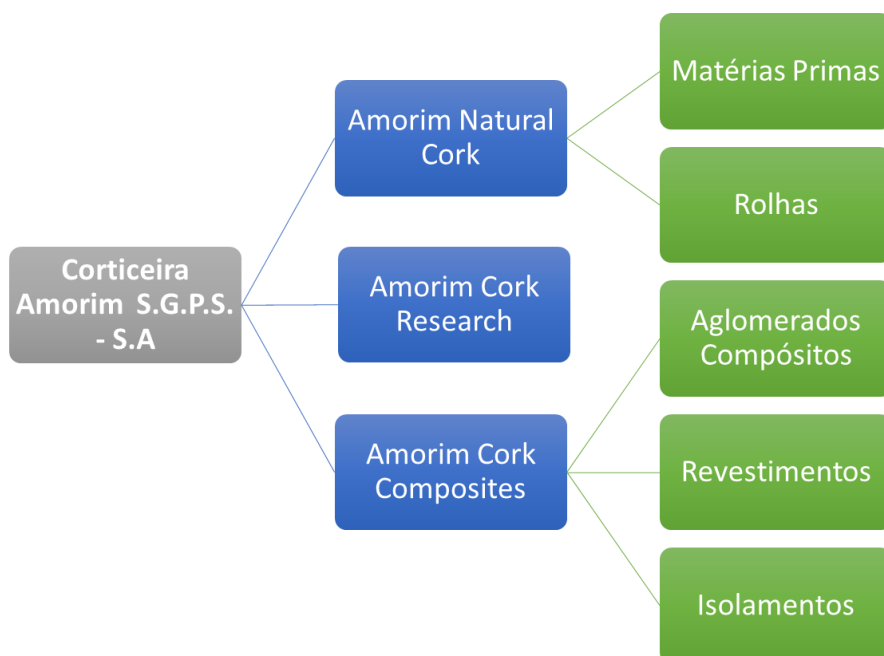 Corticeira
Amorim S.G.P.S.
- S.A
Amorim Natural
Cork
Amorim Cork
Research
Amorim Cork
Composites
Matérias Primas
Rolhas
Aglomerados
Compósitos
Revestimentos
Isolamentos